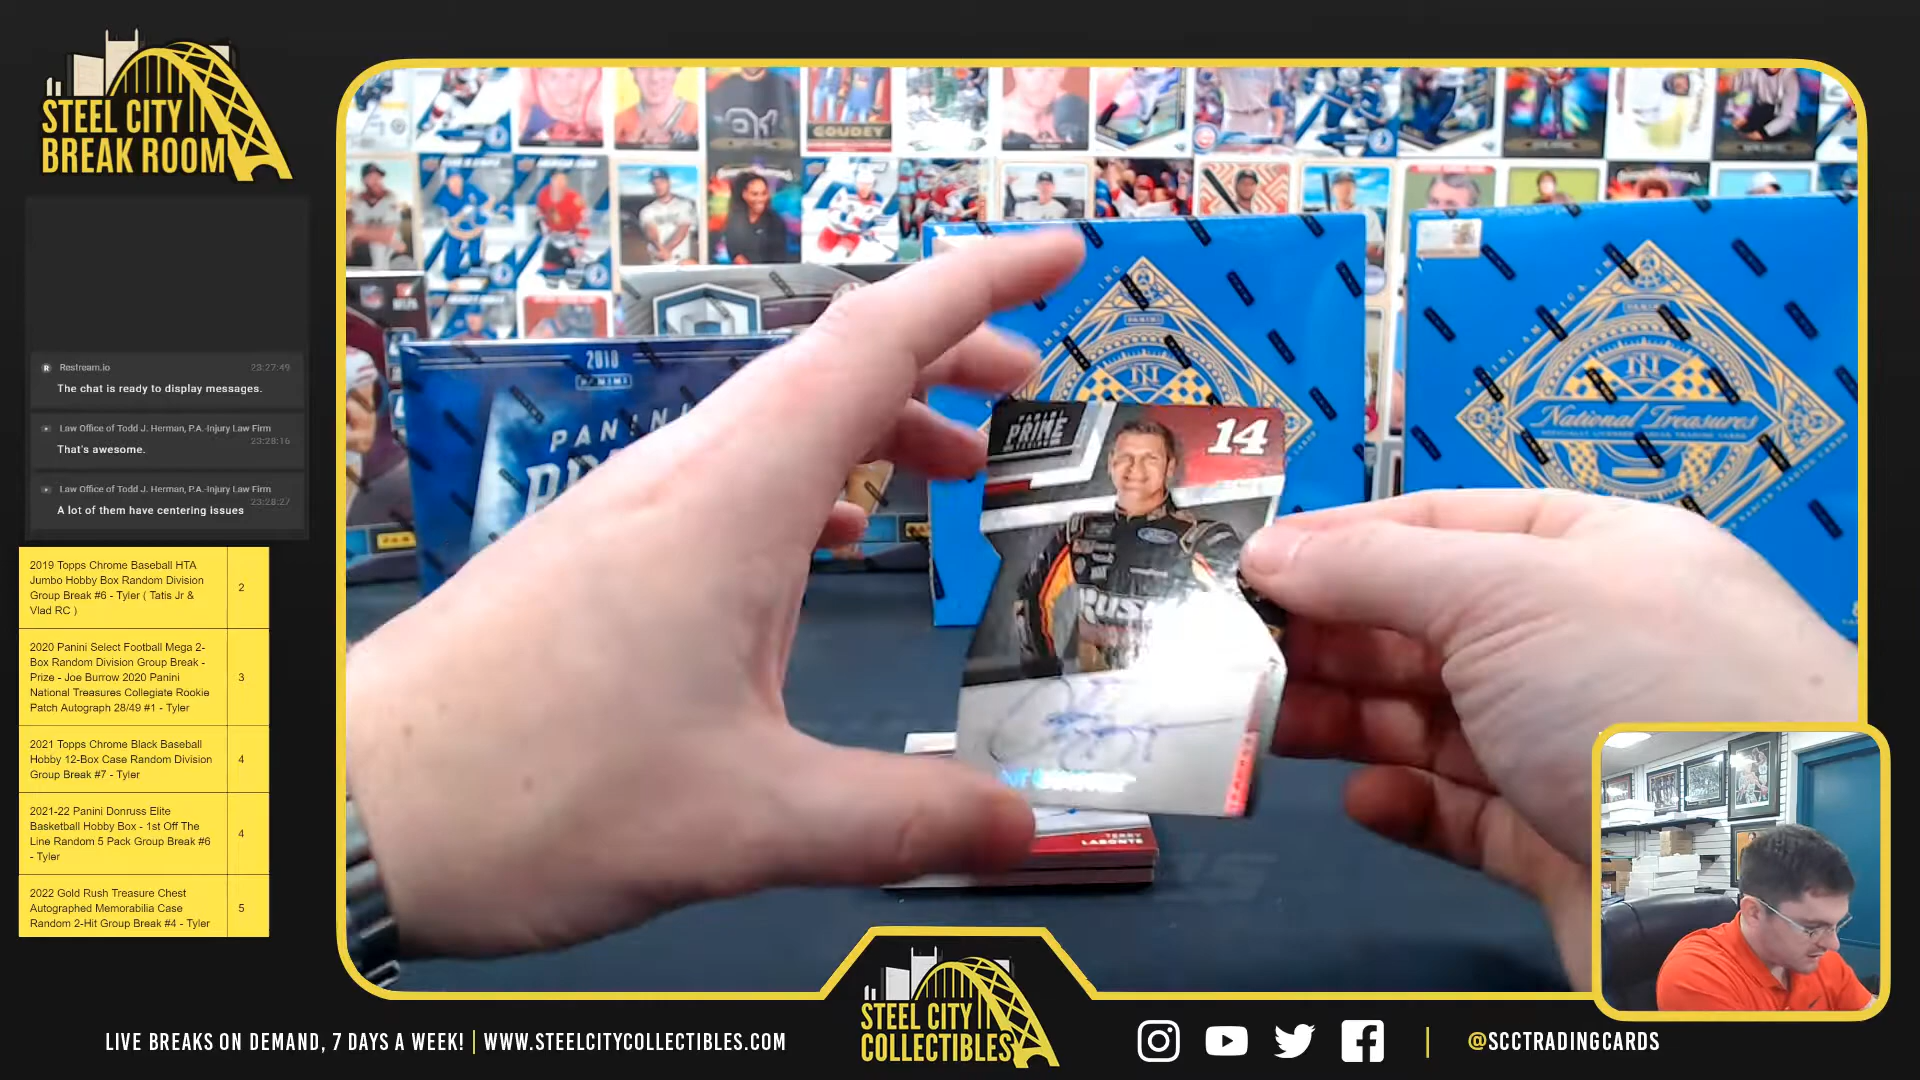 STEEL CITY
BREAK ROOM
Restream.io 23:27:49
The chat is ready to display messages.
Law Office of Todd J. Herman, P.A.-Injury Law Firm
23:28:16
That's awesome.
Law Office of Todd J. Herman, P.A.-Injury Law Firm
23:28:27
A lot of them have centering issues
2019 Topps Chrome Baseball HTA
Jumbo Hobby Box Random Division
Group Break #6 - Tyler ( Tatis Jr &
Vlad RC )
2
2020 Panini Select Football Mega 2-
Box Random Division Group Break -
Prize - Joe Burrow 2020 Panini
National Treasures Collegiate Rookie
Patch Autograph 28/49 #1 - Tyler
3
2021 Topps Chrome Black Baseball
Hobby 12-Box Case Random Division
Group Break #7 - Tyler
4
2021-22 Panini Donruss Elite
Basketball Hobby Box - 1st Off The
Line Random 5 Pack Group Break #6
- Tyler
4
2022 Gold Rush Treasure Chest
Autographed Memorabilia Case
Random 2-Hit Group Break #4 - Tyler
5
GOUDEY
PANINI
PANINI
PRIME
14
TERRY
LABONTE
PANINI AMERICA, INC
National Treasures
LIVE BREAKS ON DEMAND, 7 DAYS A WEEK! | WWW.STEELCITYCOLLECTIBLES.COM
STEEL CITY
COLLECTIBLES
@SCCTRADINGCARDS